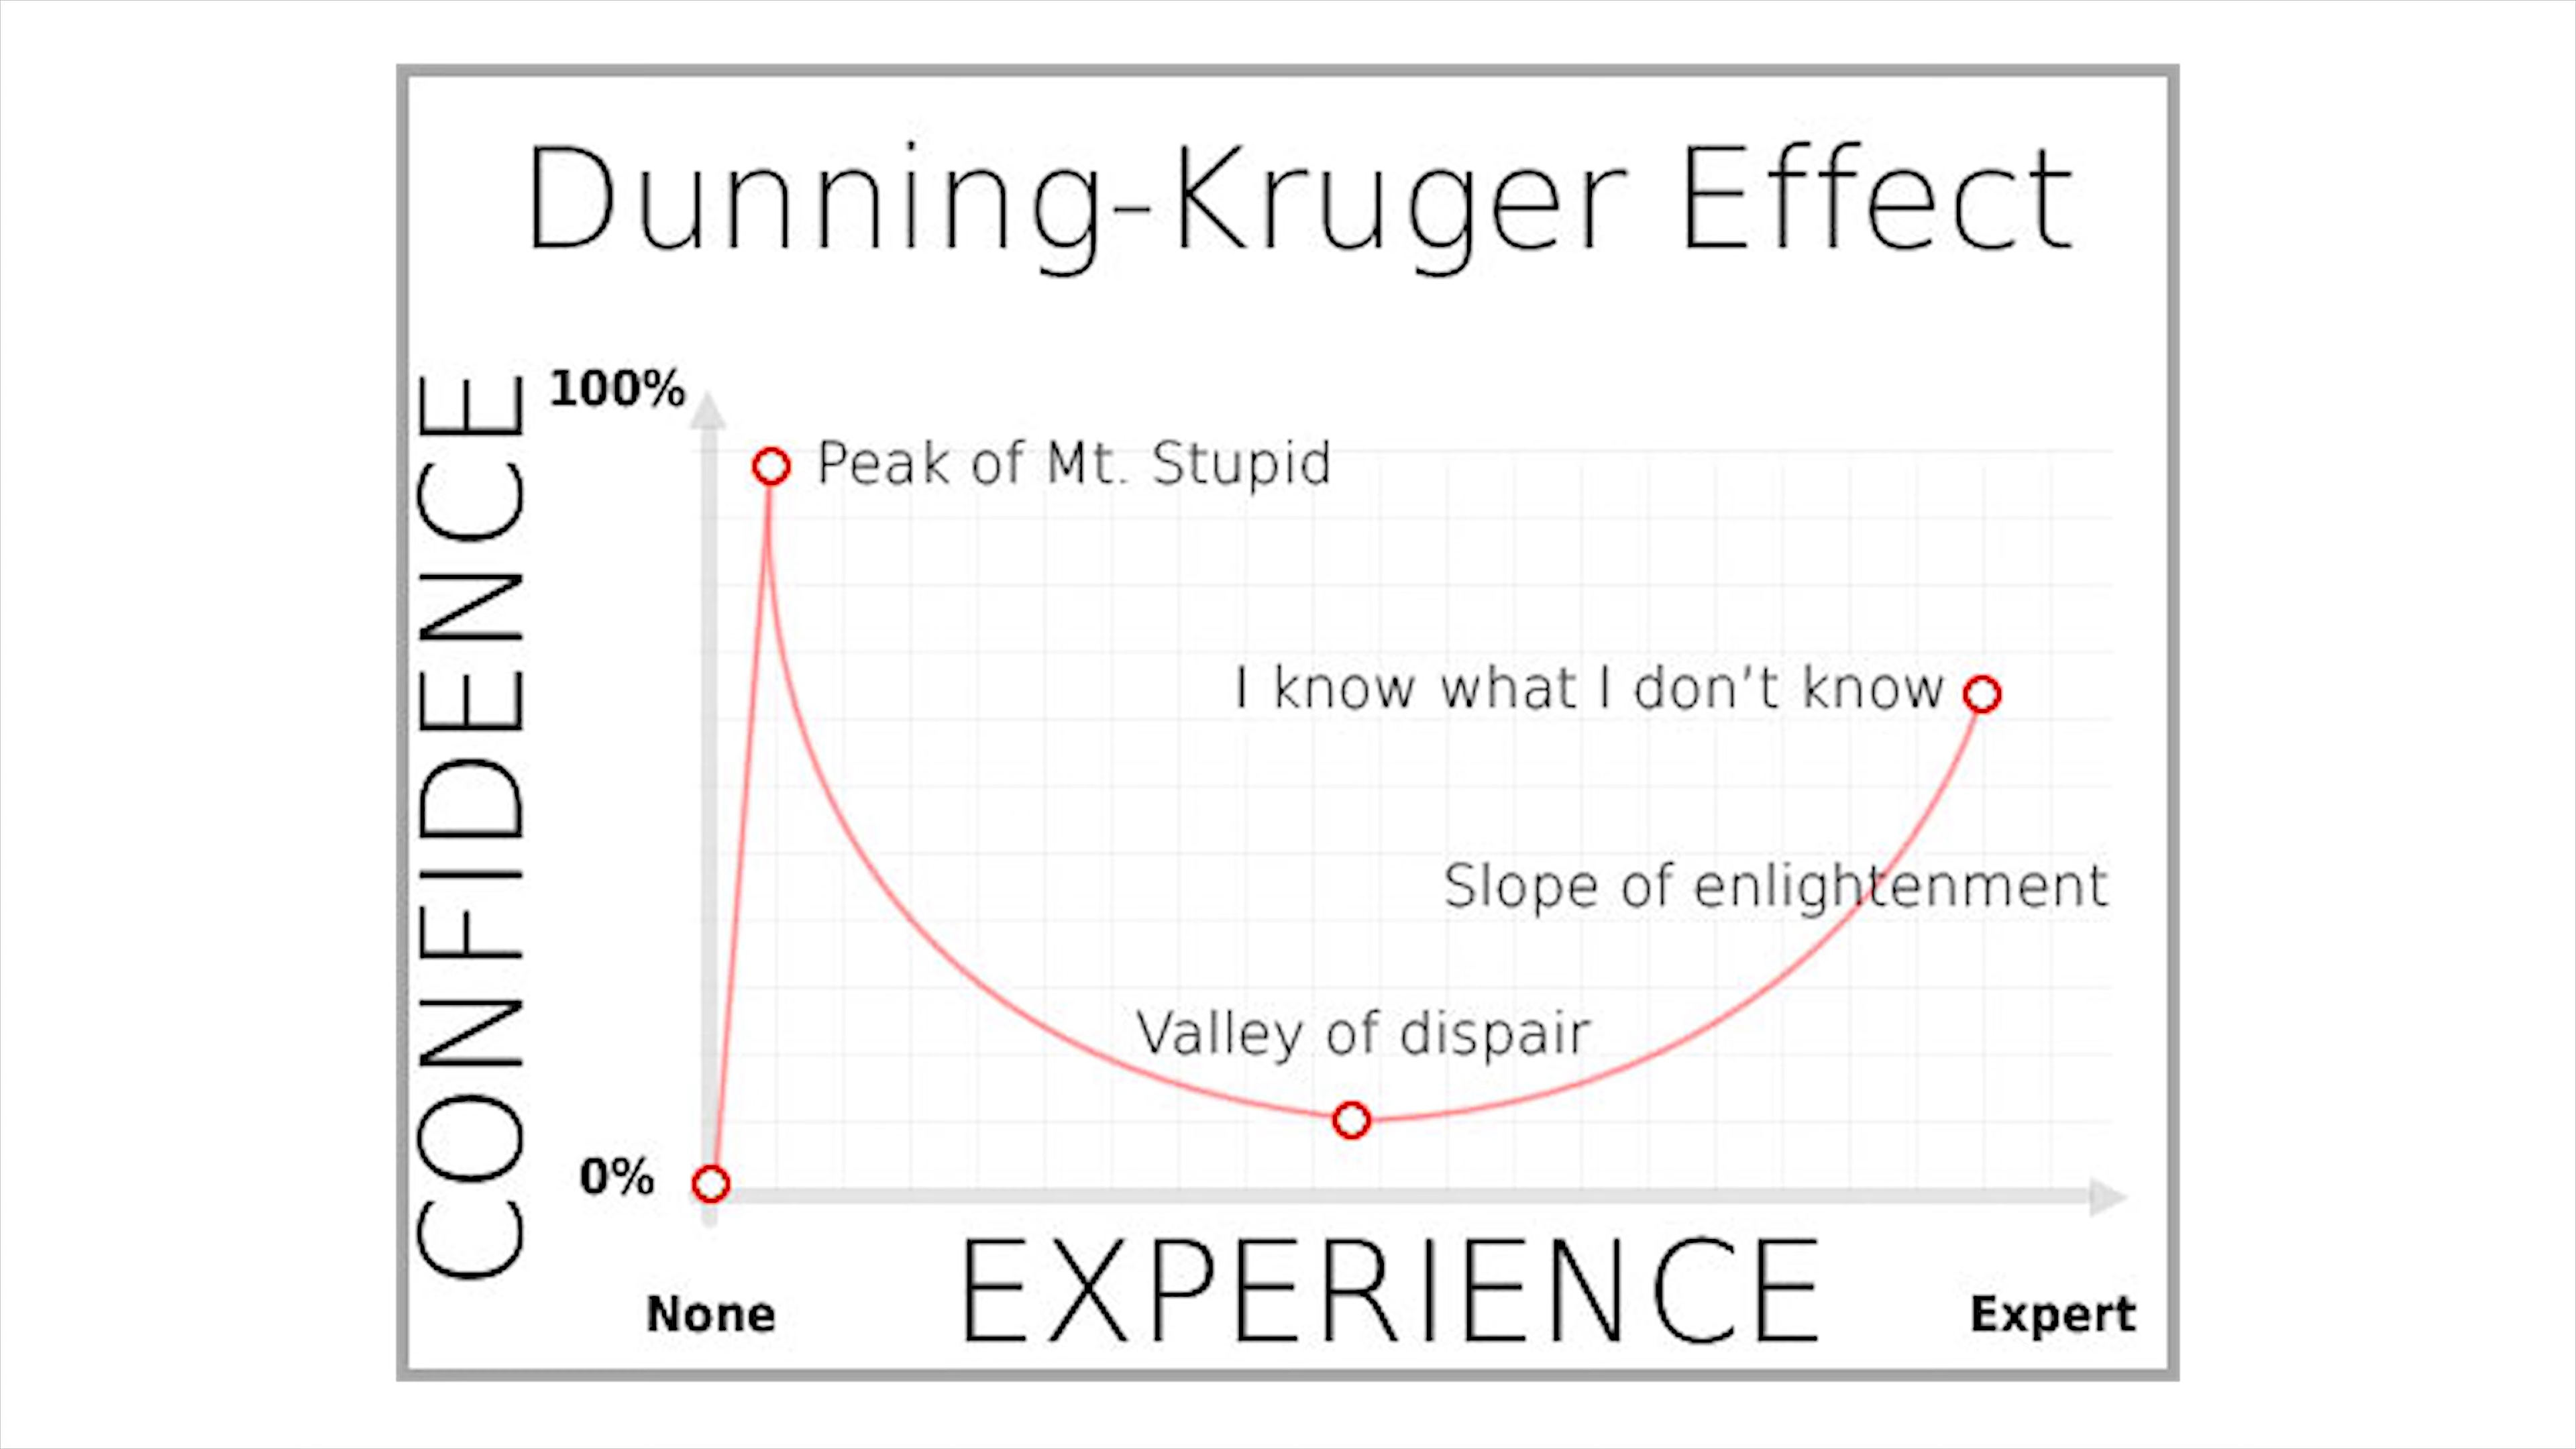 Dunning-Kruger Effect
CONFIDENCE
100%
Peak of Mt. Stupid
I know what I don't know
Slope of enlightenment
Valley of dispair
0%
EXPERIENCE
None
Expert